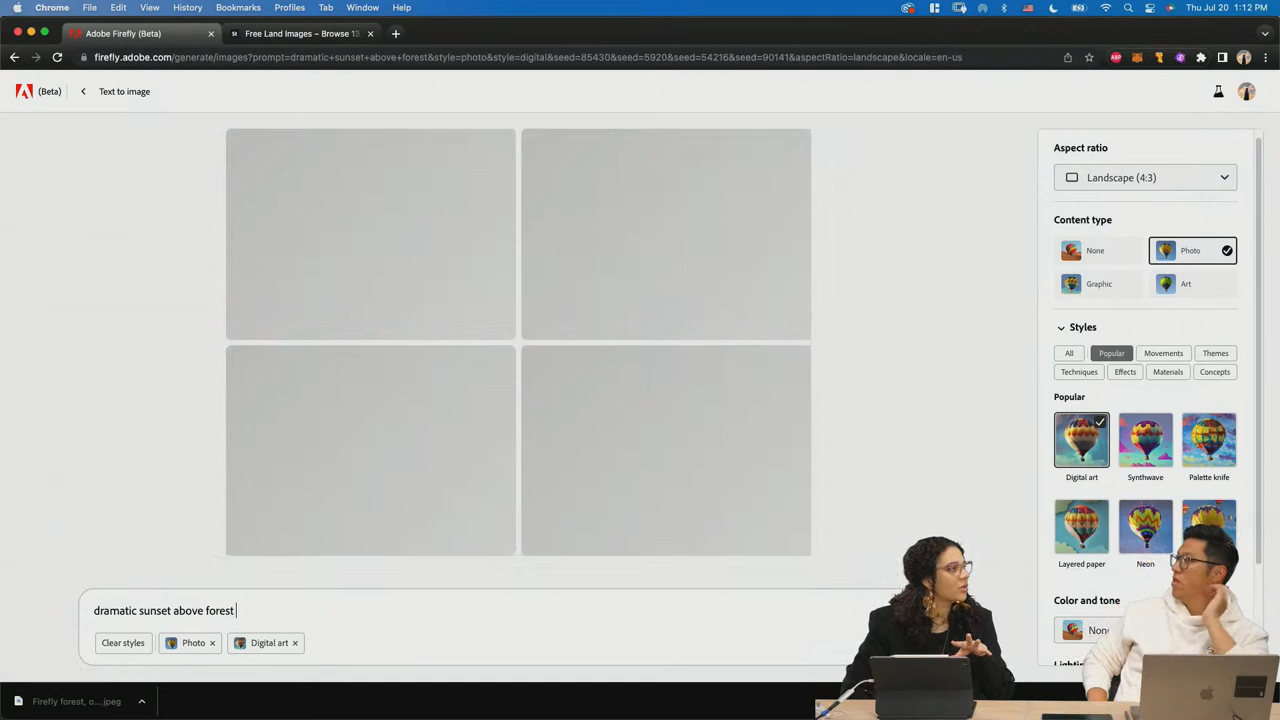 Chrome File Edit View History Bookmarks Profiles Tab Window Help Thu Jul 20 1:12 PM
Adobe Firefly (Beta) Free Land Images – Browse 13
firefly.adobe.com/generate/images?prompt=dramatic+sunset+above+forest&style=photo&style=digital&seed=85430&seed=5920&seed=54216&seed=90141&aspectRatio=landscape&locale=en-us
(Beta) Text to image
Aspect ratio
Landscape (4:3)
Content type
None Photo
Graphic Art
Styles
All Popular Movements Themes
Techniques Effects Materials Concepts
Popular
Digital art Synthwave Palette knife
Layered paper Neon
Color and tone
dramatic sunset above forest
None
Clear styles Photo Digital art
Firefly forest, o....jpeg